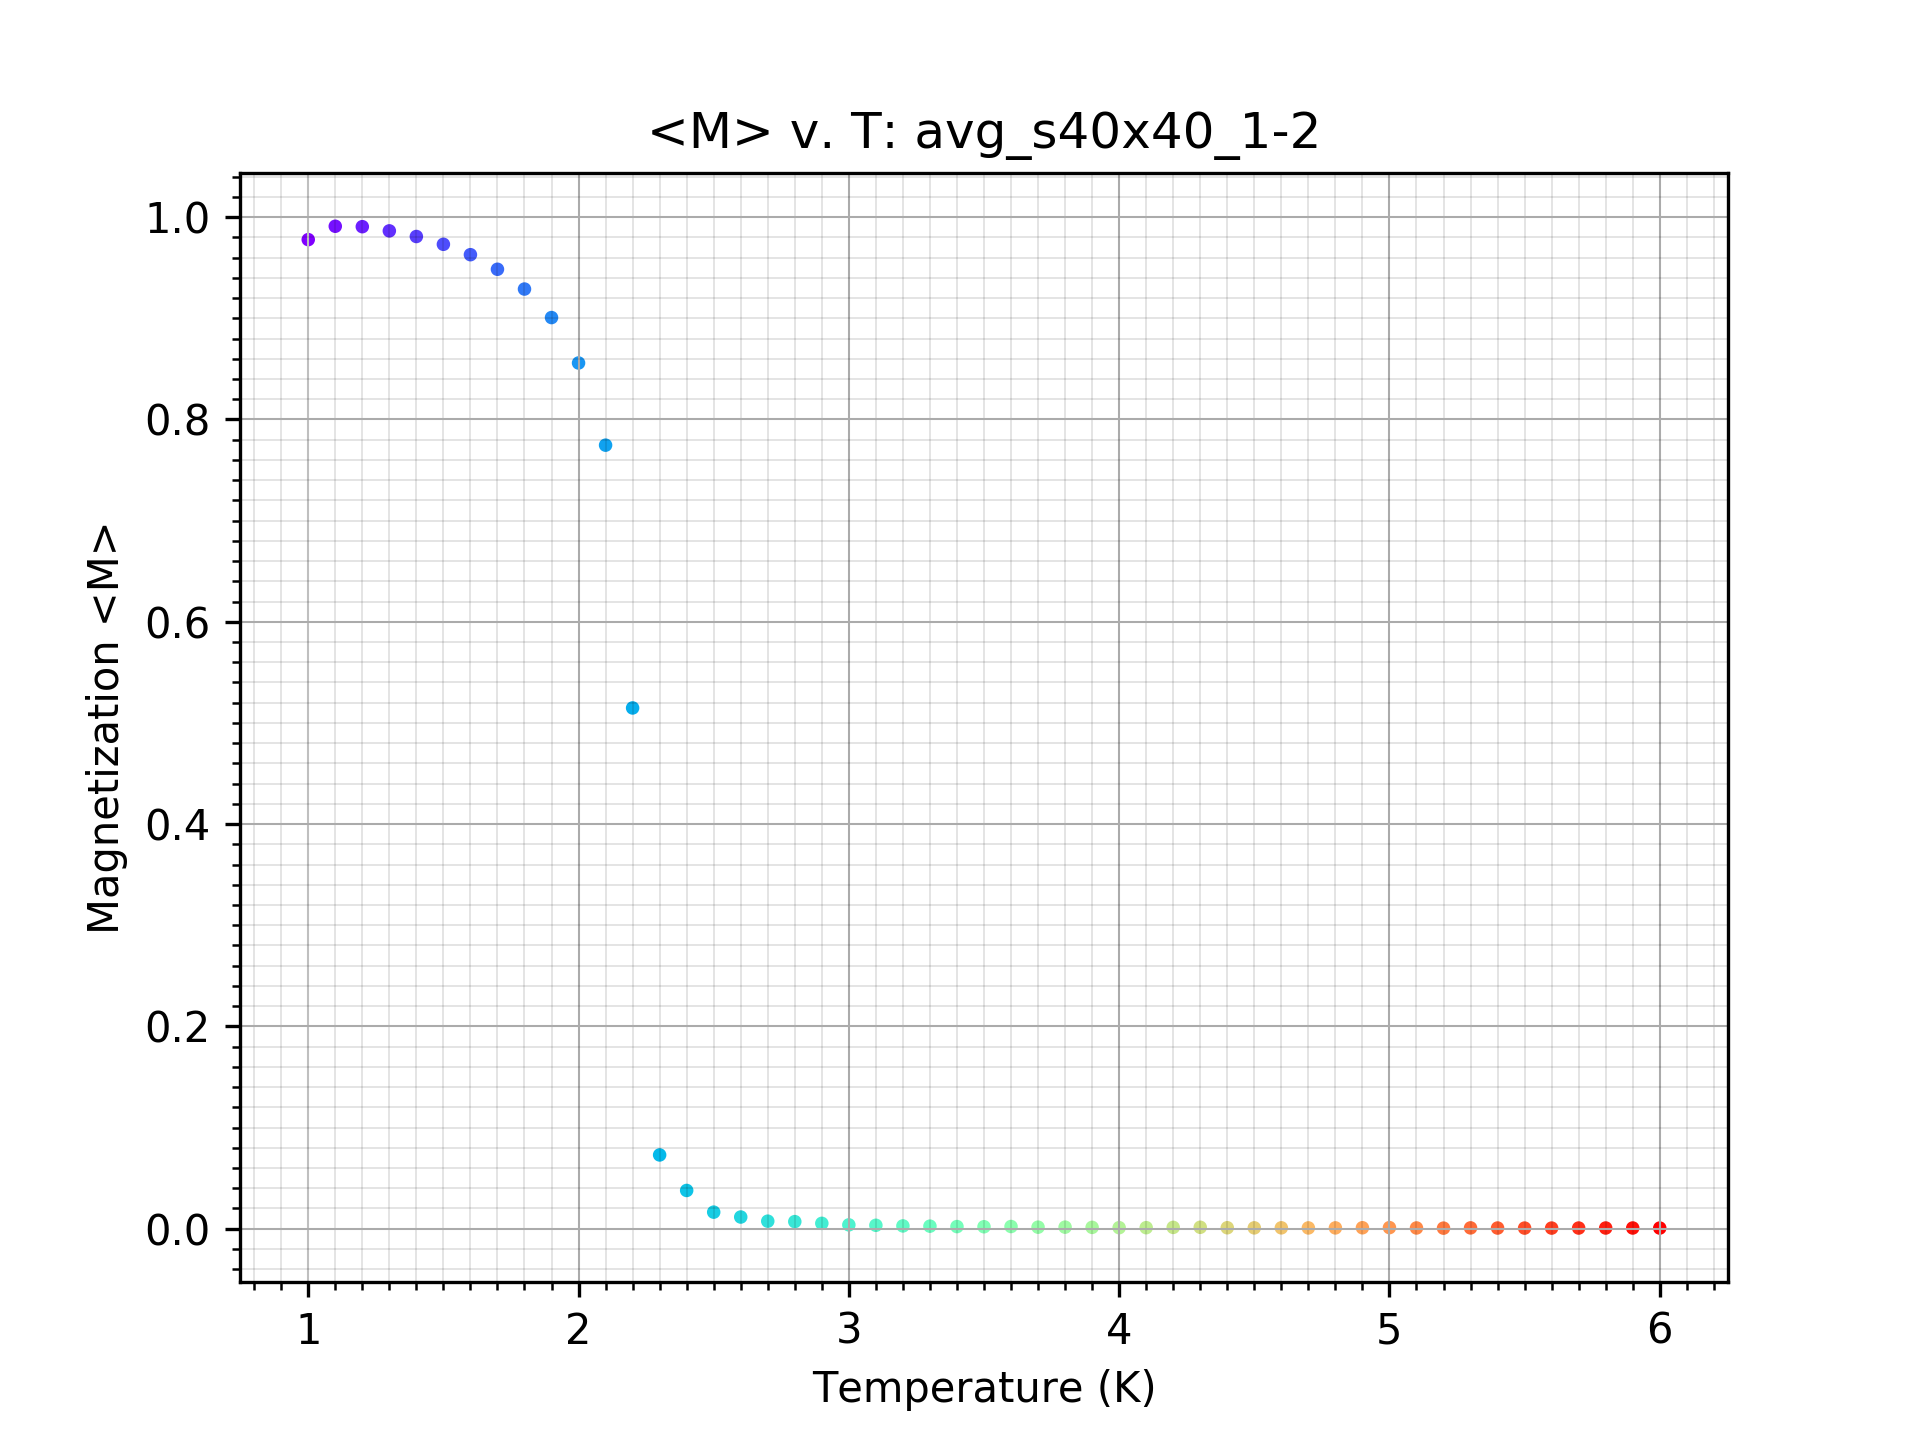 <M> v. T: avg_s40x40_1-2
1.0
0.8
0.6
0.4
0.2
0.0
Magnetization <M>
1 2 3 4 5 6
Temperature (K)